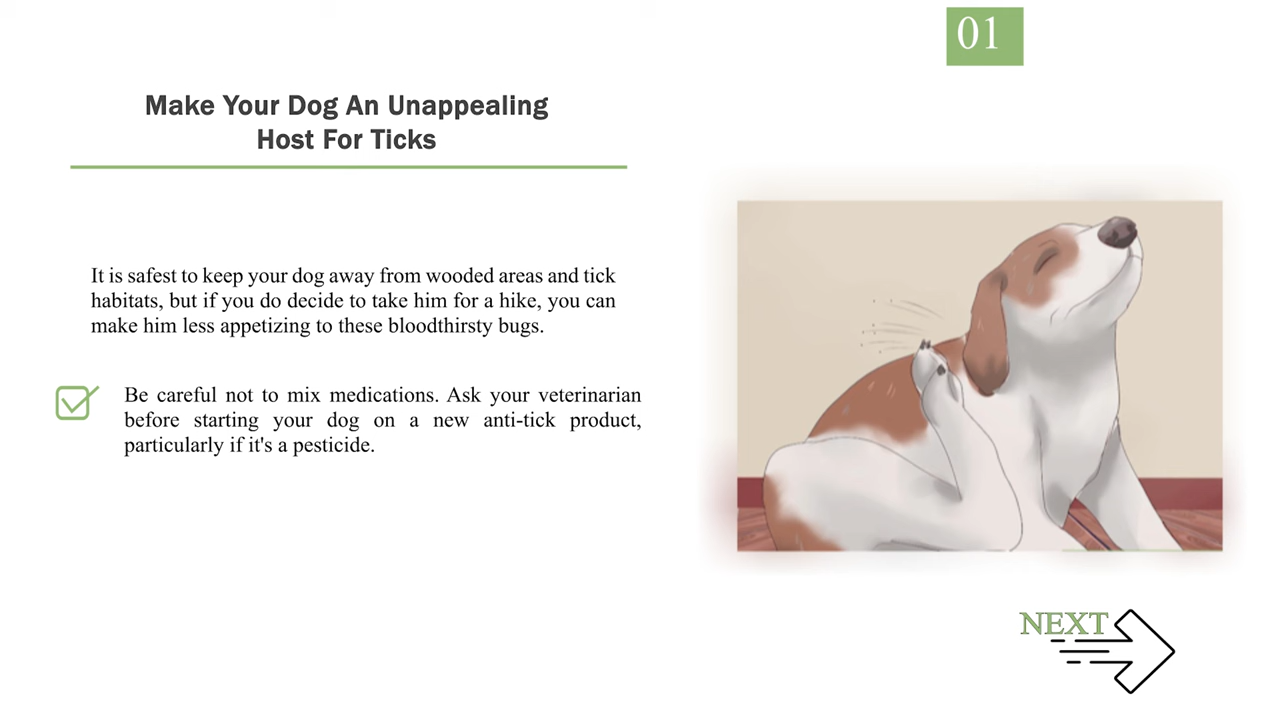 01
Make Your Dog An Unappealing
Host For Ticks
It is safest to keep your dog away from wooded areas and tick
habitats, but if you do decide to take him for a hike, you can
make him less appetizing to these bloodthirsty bugs.
Be careful not to mix medications. Ask your veterinarian
before starting your dog on a new anti-tick product,
particularly if it's a pesticide.
NEXT